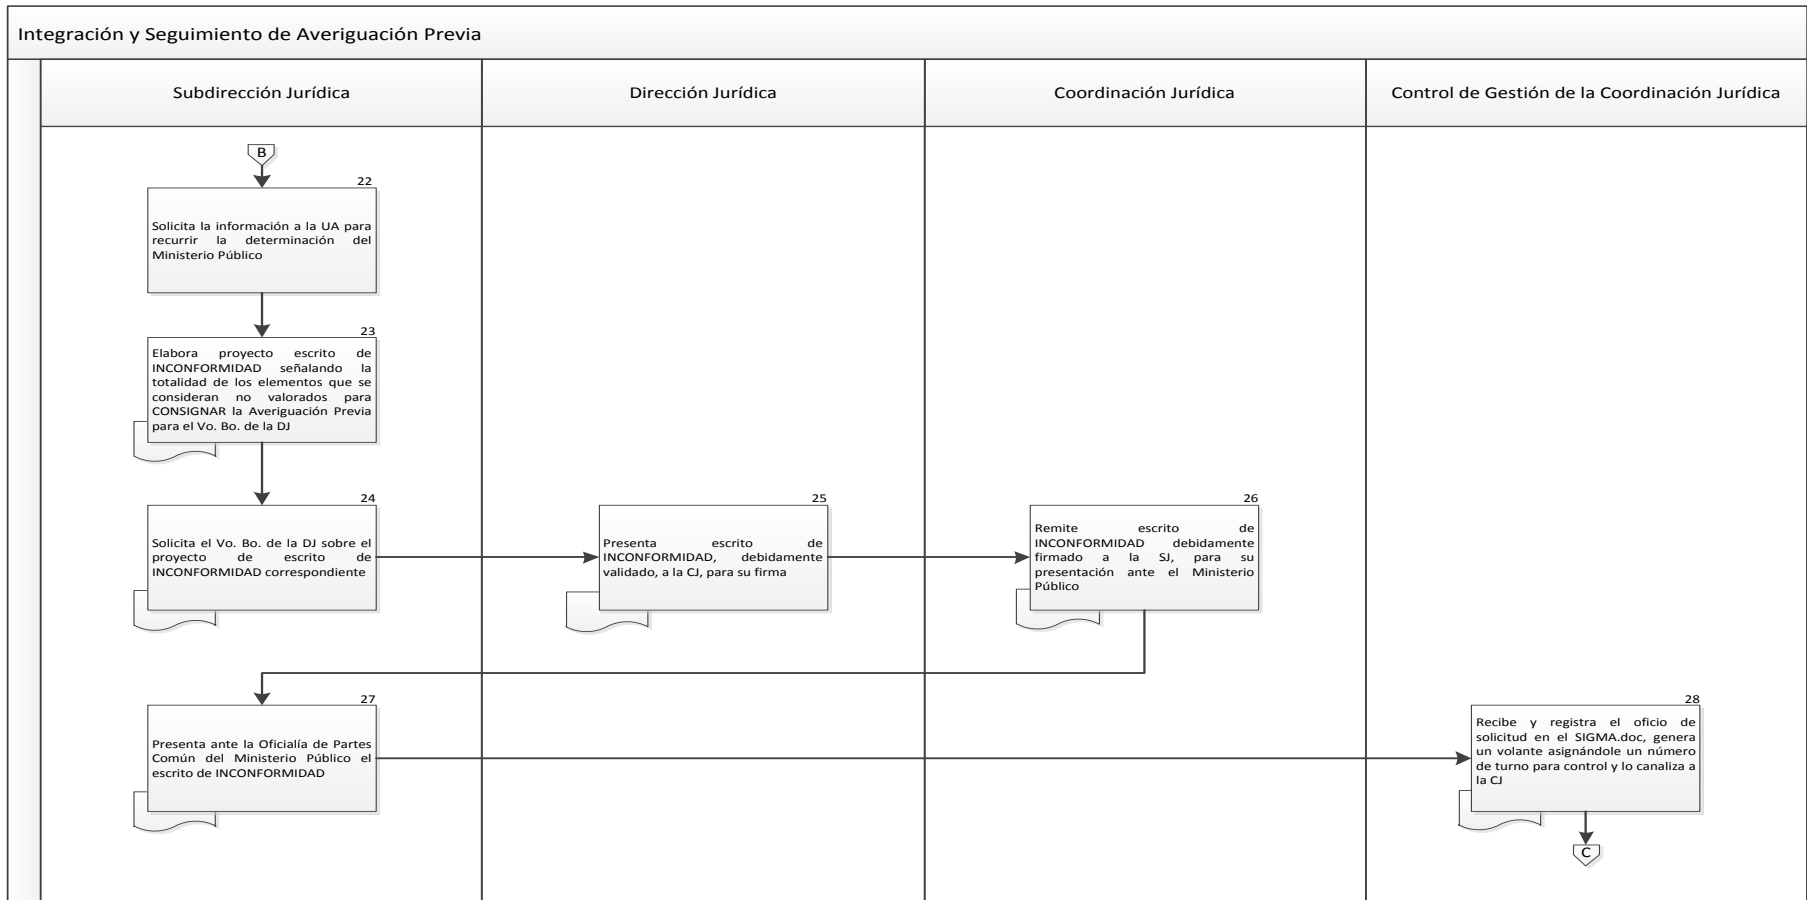 Integración y Seguimiento de Averiguación Previa
Subdirección Jurídica
Dirección Jurídica
Coordinación Jurídica
Control de Gestión de la Coordinación Jurídica
B
22
Solicita la información a la UA para
recurrir la determinación del
Ministerio Público
23
Elabora proyecto escrito de
INCONFORMIDAD señalando la
totalidad de los elementos que se
consideran no valorados para
CONSIGNAR la Averiguación Previa
para el Vo. Bo. de la DJ
24
Solicita el Vo. Bo. de la DJ sobre el
proyecto de escrito de
INCONFORMIDAD correspondiente
25
Presenta escrito de
INCONFORMIDAD, debidamente
validado, a la CJ, para su firma
26
Remite escrito de
INCONFORMIDAD debidamente
firmado a la SJ, para su
presentación ante el Ministerio
Público
27
Presenta ante la Oficialía de Partes
Común del Ministerio Público el
escrito de INCONFORMIDAD
28
Recibe y registra el oficio de
solicitud en el SIGMA.doc, genera
un volante asignándole un número
de turno para control y lo canaliza a
la CJ
C